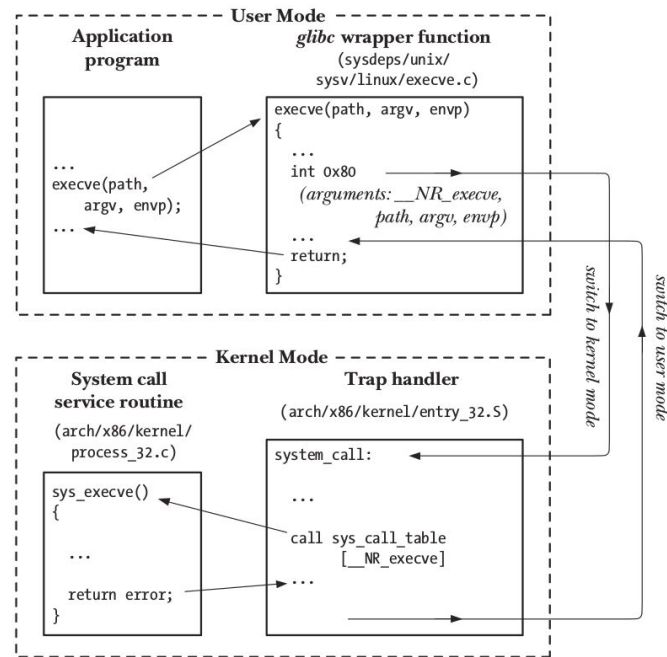 User Mode
Application
program
glibc wrapper function
(sysdeps/unix/
sysv/linux/execve.c)
...
execve(path,
argv, envp);
...
execve(path, argv, envp)
{
...
int 0x80
(arguments: __NR_execve,
path, argv, envp)
...
return;
}
switch to kernel mode
switch to user mode
Kernel Mode
System call
service routine
(arch/x86/kernel/
process_32.c)
Trap handler
(arch/x86/kernel/entry_32.S)
sys_execve()
{
...
return error;
}
system_call:
...
call sys_call_table
[__NR_execve]
...